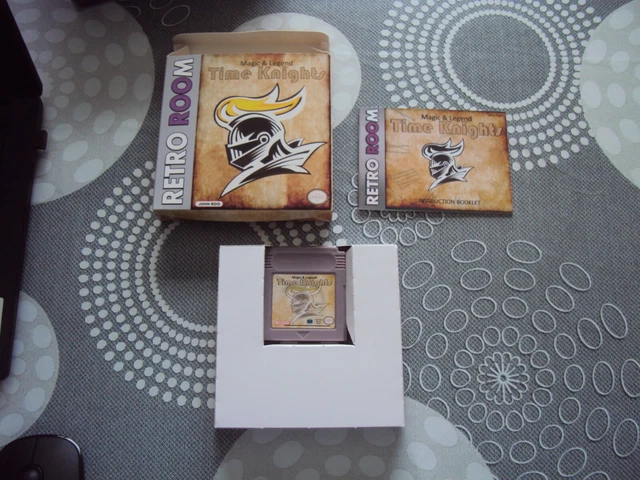 Magic & Legend
Time Knights
RETRO ROOM
Magic & Legend
Time Knights
RETRO ROOM
INSTRUCTION BOOKLET
Magic & Legend
Time Knights